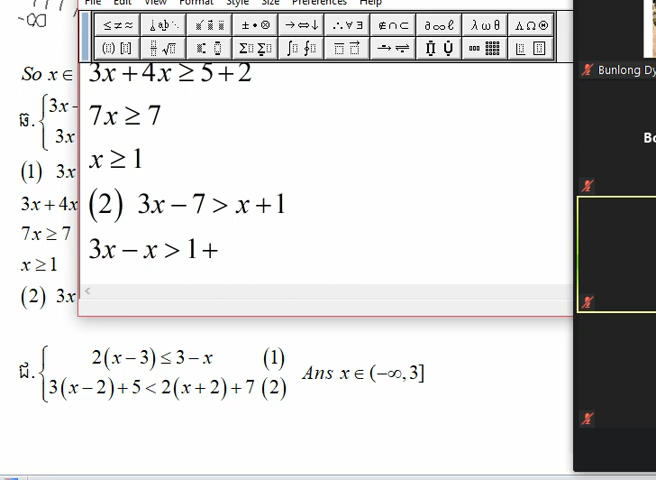 File Edit View Format Style Size Preferences Help
-∞
So x ∈
3x + 4x ≥ 5 + 2
7x ≥ 7
x ≥ 1
(2) 3x − 7 > x + 1
3x − x > 1 +
ធ. { 3x −
3x
(1) 3x
3x + 4x
7x ≥ 7
x ≥ 1
(2) 3x
2(x − 3) ≤ 3 − x (1)
3(x − 2) + 5 < 2(x + 2) + 7 (2) Ans x ∈ (−∞, 3]
Bunlong Dy
Bo